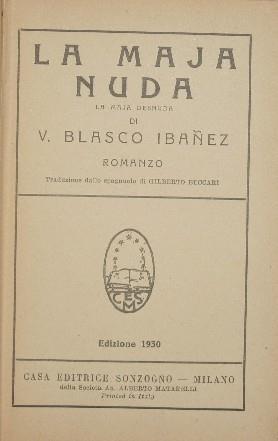 LA MAJA
NUDA
LA MAJA DESNUDA
DI
V. BLASCO IBAÑEZ
ROMANZO
Traduzione dallo spagnuolo di GILBERTO BECCARI
CESM
Edizione 1930
CASA EDITRICE SONZOGNO — MILANO
della Società An. ALBERTO MATARELLI
Printed in Italy